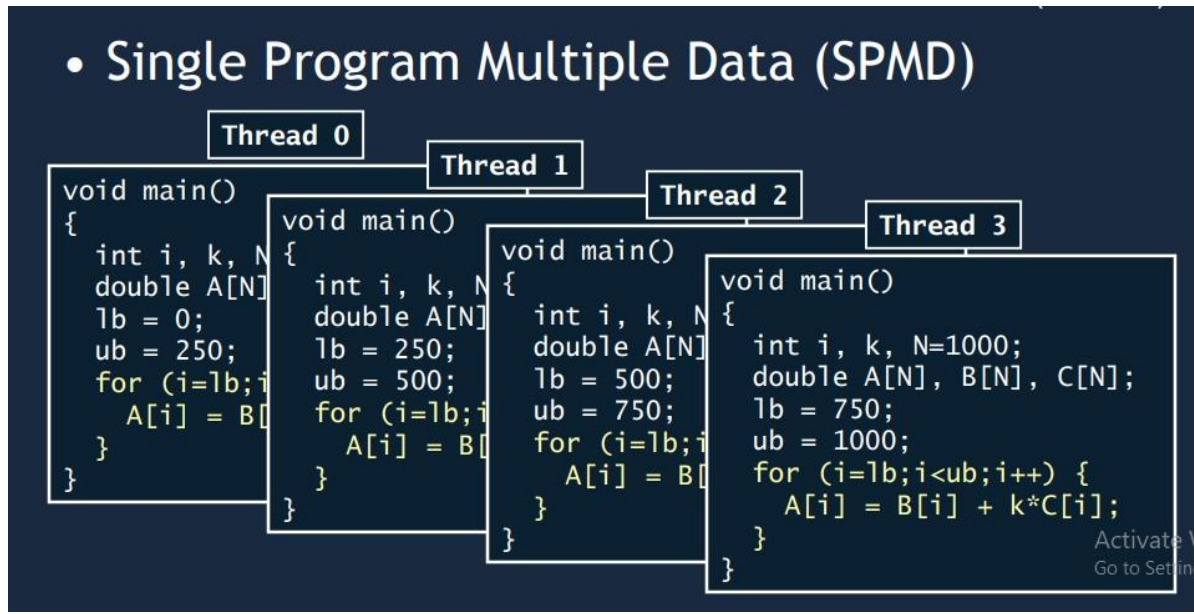 • Single Program Multiple Data (SPMD)
Thread 0
void main()
{
int i, k, N
double A[N]
lb = 0;
ub = 250;
for (i=lb;i
A[i] = B[
}
}
Thread 1
void main()
{
int i, k, N
double A[N]
lb = 250;
ub = 500;
for (i=lb;i
A[i] = B[
}
}
Thread 2
void main()
{
int i, k, N
double A[N]
lb = 500;
ub = 750;
for (i=lb;i
A[i] = B[
}
}
Thread 3
void main()
{
int i, k, N=1000;
double A[N], B[N], C[N];
lb = 750;
ub = 1000;
for (i=lb;i<ub;i++) {
A[i] = B[i] + k*C[i];
}
}
Activate
Go to